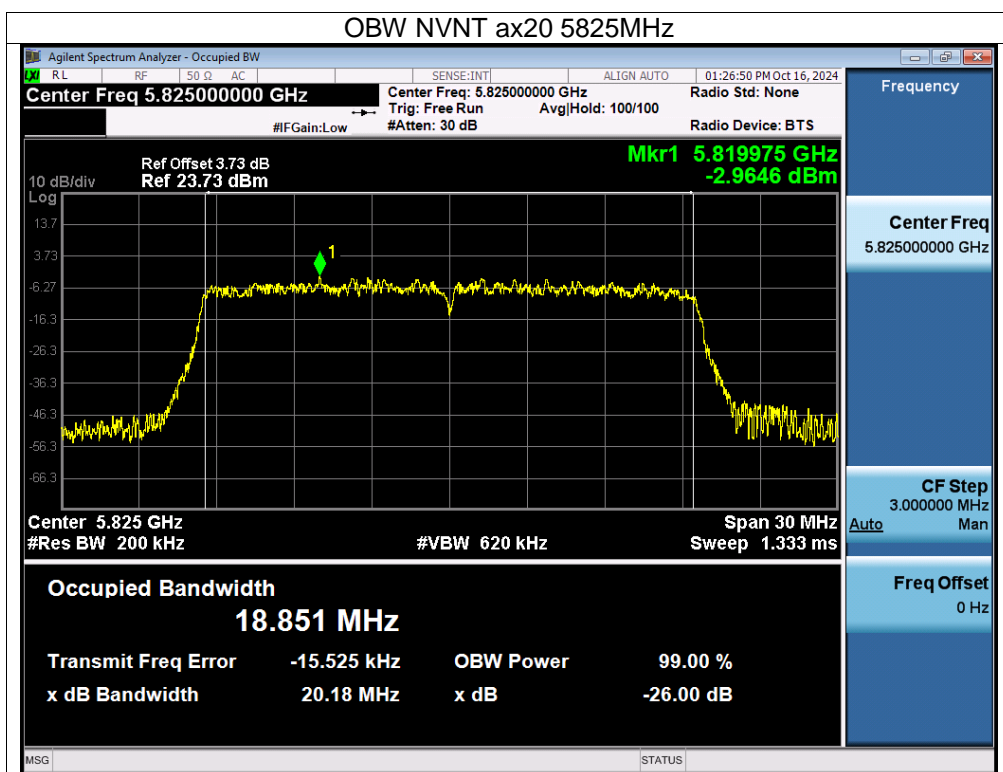 OBW NVNT ax20 5825MHz
Agilent Spectrum Analyzer - Occupied BW
LXI RL RF 50 Ω AC SENSE:INT ALIGN AUTO 01:26:50 PM Oct 16, 2024
Center Freq 5.825000000 GHz
Center Freq: 5.825000000 GHz
Radio Std: None
Trig: Free Run Avg|Hold: 100/100
#IFGain:Low #Atten: 30 dB Radio Device: BTS
Mkr1 5.819975 GHz
-2.9646 dBm
Ref Offset 3.73 dB
10 dB/div Ref 23.73 dBm
Log
13.7
3.73
1
-6.27
-16.3
-26.3
-36.3
-46.3
-56.3
-66.3
Center 5.825 GHz Span 30 MHz
#Res BW 200 kHz #VBW 620 kHz Sweep 1.333 ms
Occupied Bandwidth
18.851 MHz
Transmit Freq Error -15.525 kHz OBW Power 99.00 %
x dB Bandwidth 20.18 MHz x dB -26.00 dB
MSG STATUS
Frequency
Center Freq
5.825000000 GHz
CF Step
3.000000 MHz
Auto Man
Freq Offset
0 Hz